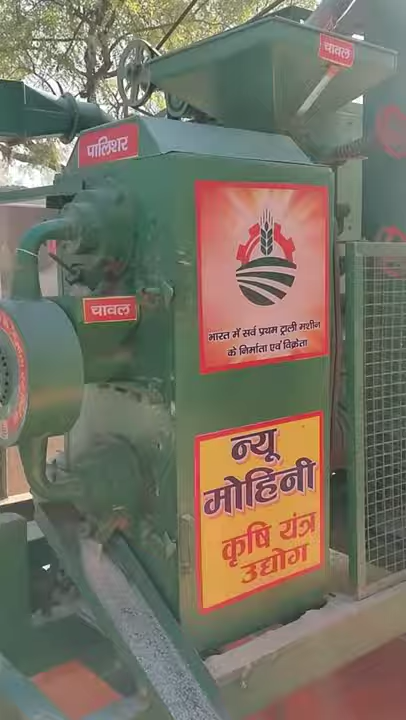 चावल
पालिशर
चावल
भारत में सर्व प्रथम ट्राली मशीन
के निर्माता एवं विक्रेता
न्यू
मोहिनी
कृषि यंत्र
उद्योग